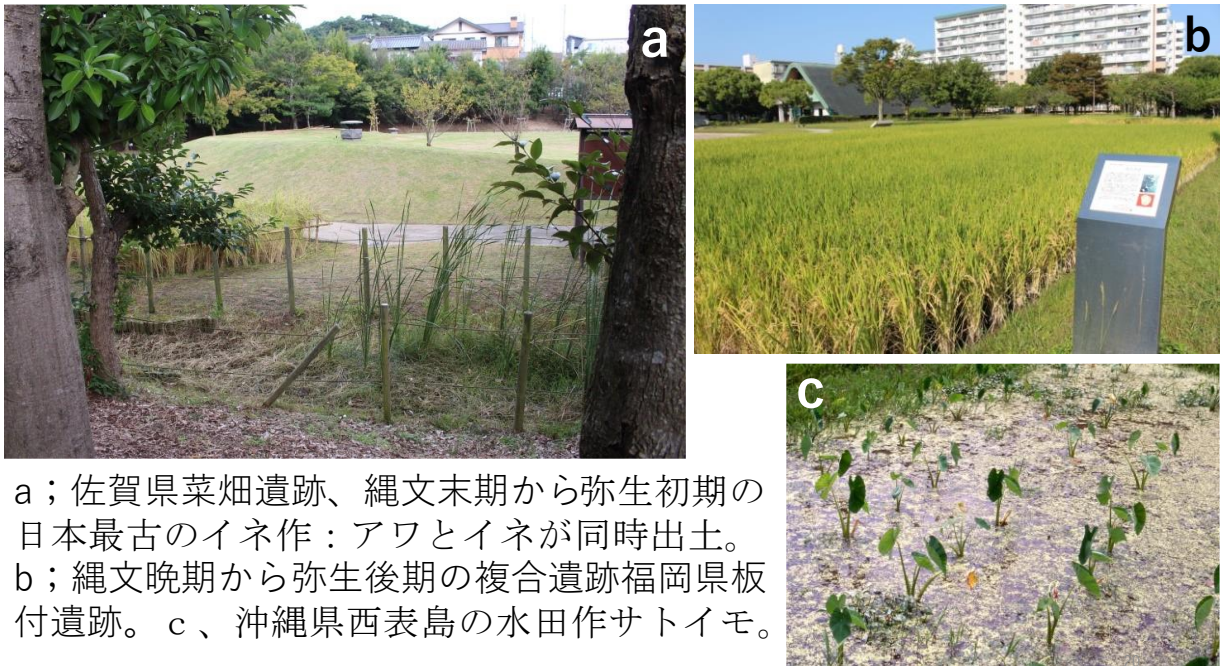 a
b
c
a；佐賀県菜畑遺跡、縄文末期から弥生初期の
日本最古のイネ作：アワとイネが同時出土。
b；縄文晩期から弥生後期の複合遺跡福岡県板
付遺跡。ｃ、沖縄県西表島の水田作サトイモ。